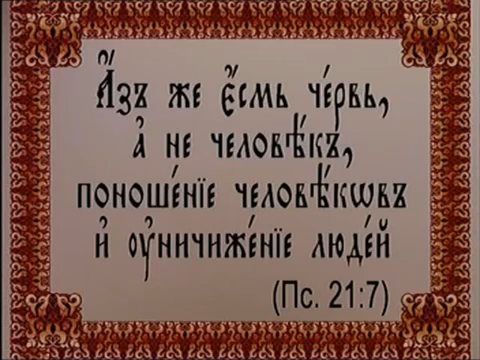 А҆́зъ же є҆́смь че́рвь,
а҆ не человѣ́къ,
поноше́нїе человѣ́кѡвъ
и҆ ᲂу҆ничиже́нїе люде́й
(Пс. 21:7)